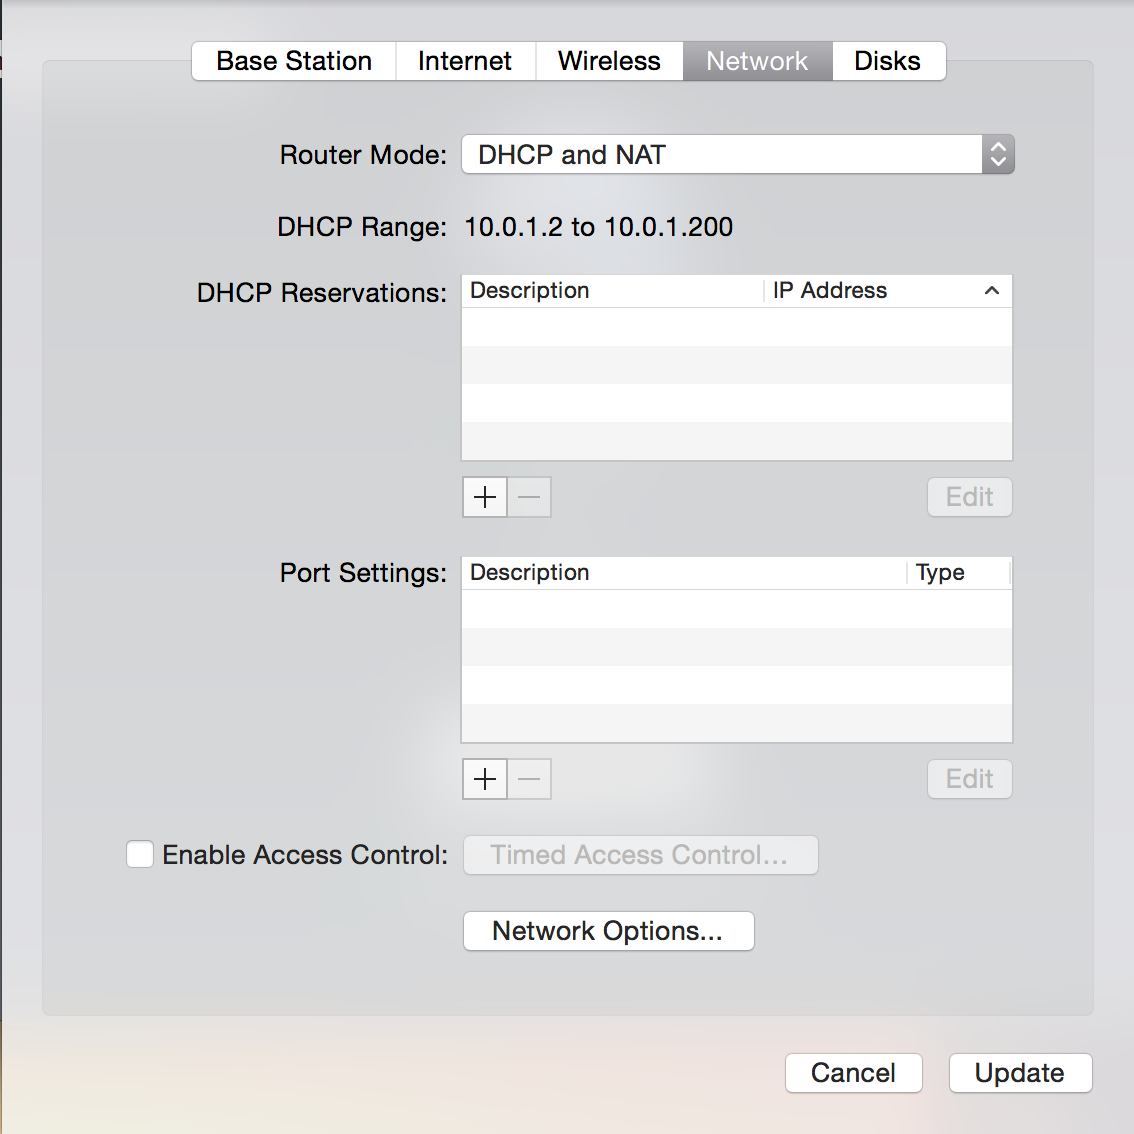 Base Station Internet Wireless Network Disks
Router Mode: DHCP and NAT
DHCP Range: 10.0.1.2 to 10.0.1.200
DHCP Reservations: Description IP Address
Edit
Port Settings: Description Type
Edit
Enable Access Control: Timed Access Control...
Network Options...
Cancel Update